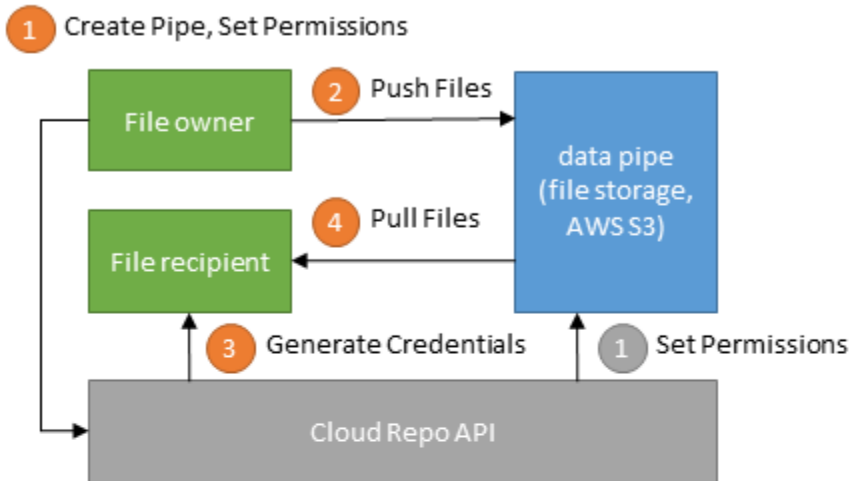 1 Create Pipe, Set Permissions
File owner
2 Push Files
data pipe
(file storage,
AWS S3)
4 Pull Files
File recipient
3 Generate Credentials
1 Set Permissions
Cloud Repo API